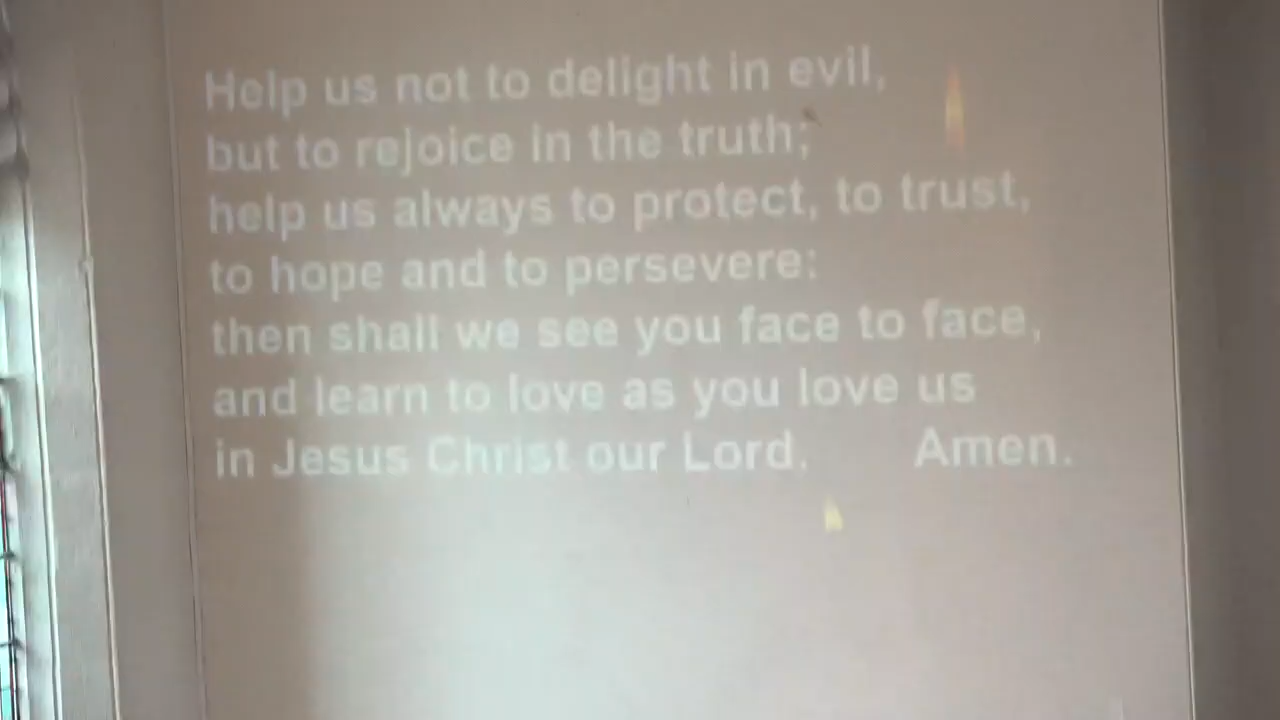 Help us not to delight in evil,
but to rejoice in the truth;
help us always to protect, to trust,
to hope and to persevere:
then shall we see you face to face,
and learn to love as you love us
in Jesus Christ our Lord. Amen.